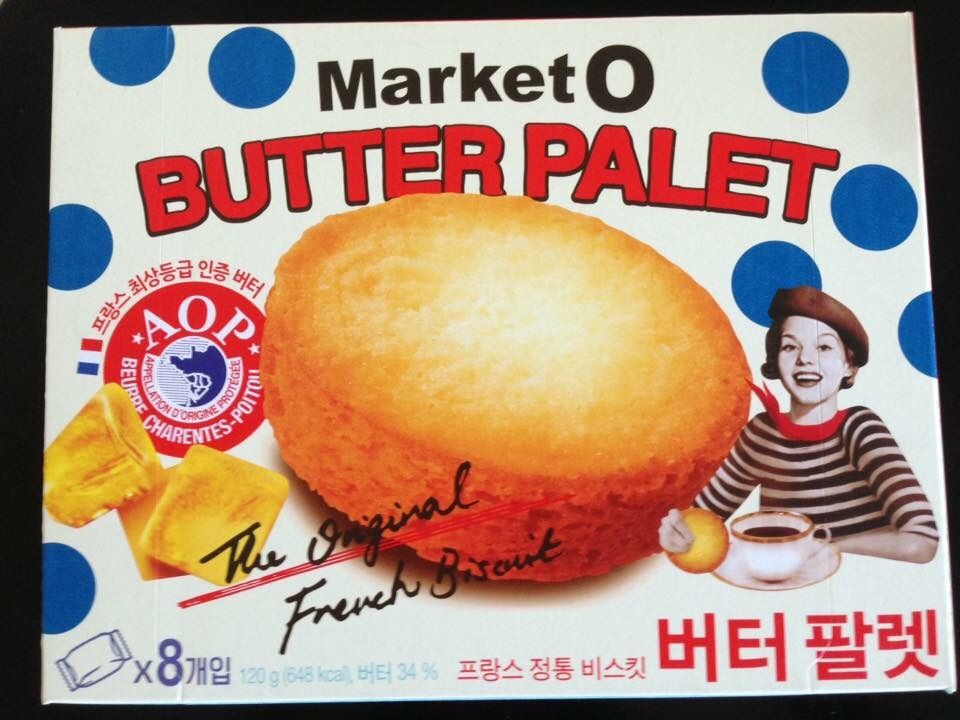 Market O
BUTTER PALET
프랑스 최상등급 인증 버터
AOP
APPELLATION D'ORIGINE PROTEGÉE
BEURRE CHARENTES-POITOU
The Original
French Biscuit
x8개입 120 g (648 kcal), 버터 34 %
프랑스 정통 비스킷
버터 팔렛